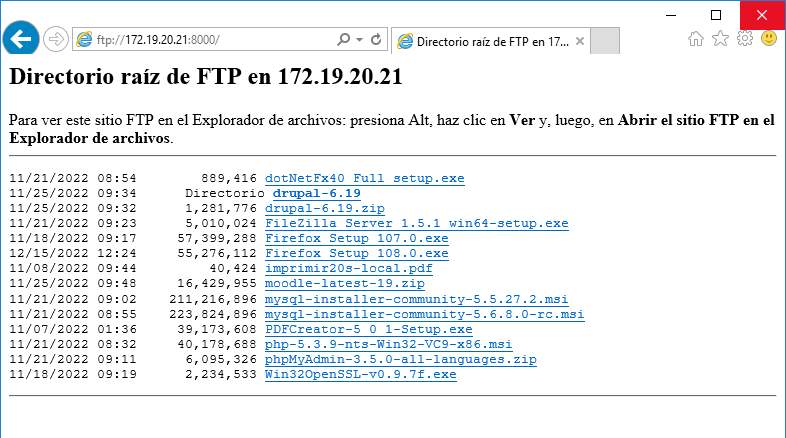 ftp://172.19.20.21:8000/
Directorio raíz de FTP en 17...
Directorio raíz de FTP en 172.19.20.21
Para ver este sitio FTP en el Explorador de archivos: presiona Alt, haz clic en Ver y, luego, en Abrir el sitio FTP en el
Explorador de archivos.
11/21/2022 08:54 889,416 dotNetFx40_Full_setup.exe
11/25/2022 09:34 Directorio drupal-6.19
11/25/2022 09:32 1,281,776 drupal-6.19.zip
11/21/2022 09:23 5,010,024 FileZilla_Server_1.5.1_win64-setup.exe
11/18/2022 09:17 57,399,288 Firefox Setup 107.0.exe
12/15/2022 12:24 55,276,112 Firefox Setup 108.0.exe
11/08/2022 09:44 40,424 imprimir20s-local.pdf
11/25/2022 09:48 16,429,955 moodle-latest-19.zip
11/21/2022 09:02 211,216,896 mysql-installer-community-5.5.27.2.msi
11/21/2022 08:55 223,824,896 mysql-installer-community-5.6.8.0-rc.msi
11/07/2022 01:36 39,173,608 PDFCreator-5_0_1-Setup.exe
11/21/2022 08:32 40,178,688 php-5.3.9-nts-Win32-VC9-x86.msi
11/21/2022 09:11 6,095,326 phpMyAdmin-3.5.0-all-languages.zip
11/18/2022 09:19 2,234,533 Win32OpenSSL-v0.9.7f.exe